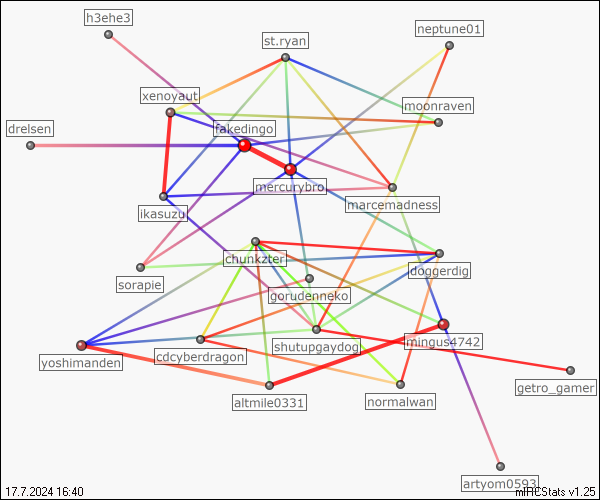 h3ehe3
neptune01
st.ryan
xenoyaut
moonraven
fakedingo
drelsen
mercurybro
marcemadness
ikasuzu
chunkzter
doggerdig
sorapie
gorudeneko
mingus4742
shutupgaydog
cdcyberdragon
yoshimanden
getro_gamer
altmile0331
normalwan
artyom0593
17.7.2024 16:40
mIRCStats v1.25